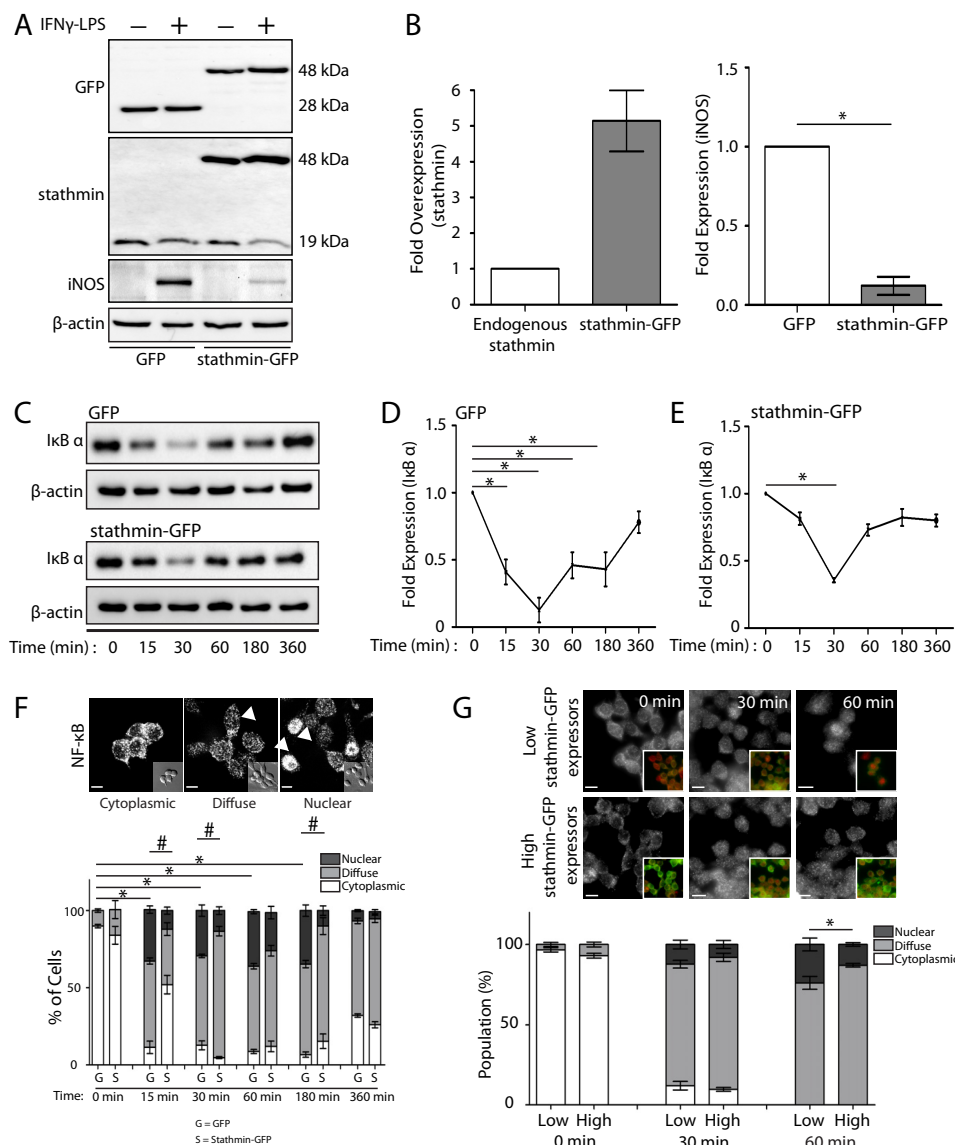 A
IFNγ-LPS − + − +
GFP
48 kDa
28 kDa
stathmin
48 kDa
19 kDa
iNOS
β-actin
GFP stathmin-GFP
B
Fold Overexpression
(stathmin)
6
5
4
3
2
1
0
Endogenous
stathmin
stathmin-GFP
Fold Expression (iNOS)
1.0
0.5
0.0
*
GFP stathmin-GFP
C
GFP
IκB α
β-actin
stathmin-GFP
IκB α
β-actin
Time (min) : 0 15 30 60 180 360
D
GFP
Fold Expression (IκB α)
1.5
1.0
0.5
0
*
*
*
*
Time (min) : 0 15 30 60 180 360
E
stathmin-GFP
Fold Expression (IκB α)
1.5
1.0
0.5
0
*
Time (min) : 0 15 30 60 180 360
F
NF-κB
Cytoplasmic Diffuse Nuclear
# # #
*
*
*
*
Nuclear
Diffuse
Cytoplasmic
% of Cells
100
50
0
G S G S G S G S G S G S
Time: 0 min 15 min 30 min 60 min 180 min 360 min
G = GFP
S = Stathmin-GFP
G
Low
stathmin-GFP
expressors
0 min 30 min 60 min
High
stathmin-GFP
expressors
*
Nuclear
Diffuse
Cytoplasmic
Population (%)
100
50
0
Low High Low High Low High
0 min 30 min 60 min